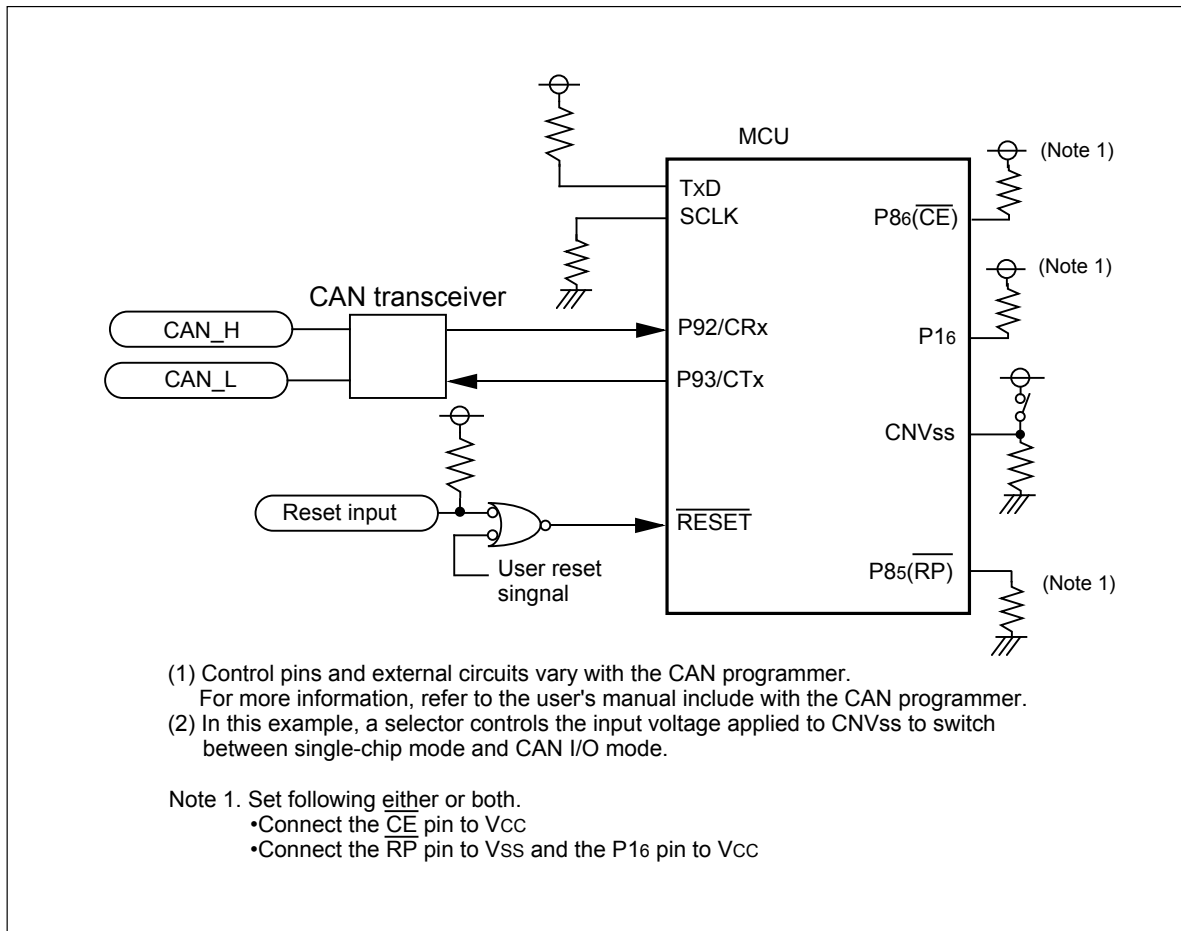 MCU
(Note 1)
TxD
SCLK
P86(CE)
(Note 1)
CAN transceiver
CAN_H
P92/CRx
P16
CAN_L
P93/CTx
CNVss
Reset input
RESET
User reset
singnal
P85(RP)
(Note 1)
(1) Control pins and external circuits vary with the CAN programmer.
For more information, refer to the user's manual include with the CAN programmer.
(2) In this example, a selector controls the input voltage applied to CNVss to switch
between single-chip mode and CAN I/O mode.
Note 1. Set following either or both.
•Connect the CE pin to VCC
•Connect the RP pin to VSS and the P16 pin to VCC